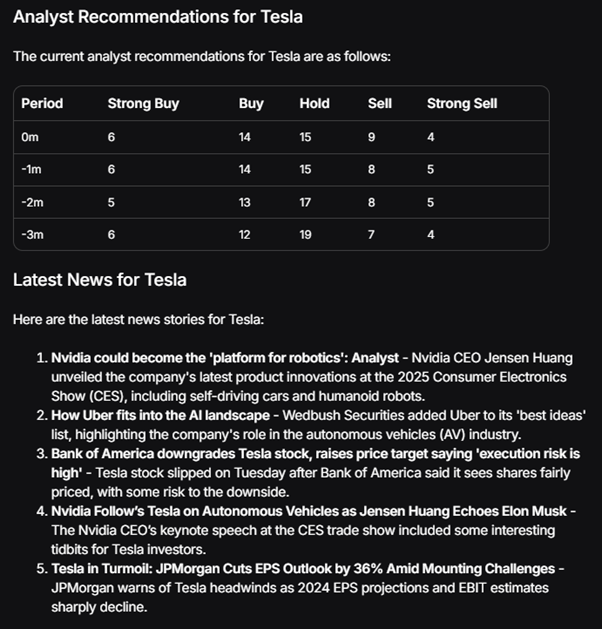 Analyst Recommendations for Tesla
The current analyst recommendations for Tesla are as follows:
Period Strong Buy Buy Hold Sell Strong Sell
0m 6 14 15 9 4
-1m 6 14 15 8 5
-2m 5 13 17 8 5
-3m 6 12 19 7 4
Latest News for Tesla
Here are the latest news stories for Tesla:
1. Nvidia could become the 'platform for robotics': Analyst - Nvidia CEO Jensen Huang
unveiled the company's latest product innovations at the 2025 Consumer Electronics
Show (CES), including self-driving cars and humanoid robots.
2. How Uber fits into the AI landscape - Wedbush Securities added Uber to its 'best ideas'
list, highlighting the company's role in the autonomous vehicles (AV) industry.
3. Bank of America downgrades Tesla stock, raises price target saying 'execution risk is
high' - Tesla stock slipped on Tuesday after Bank of America said it sees shares fairly
priced, with some risk to the downside.
4. Nvidia Follow's Tesla on Autonomous Vehicles as Jensen Huang Echoes Elon Musk -
The Nvidia CEO's keynote speech at the CES trade show included some interesting
tidbits for Tesla investors.
5. Tesla in Turmoil: JPMorgan Cuts EPS Outlook by 36% Amid Mounting Challenges -
JPMorgan warns of Tesla headwinds as 2024 EPS projections and EBIT estimates
sharply decline.